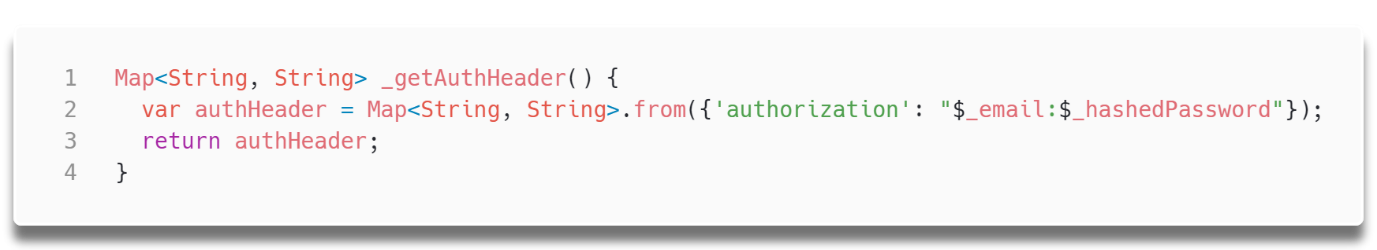 1 Map<String, String> _getAuthHeader() {
2 var authHeader = Map<String, String>.from({'authorization': "$_email:$_hashedPassword"});
3 return authHeader;
4 }